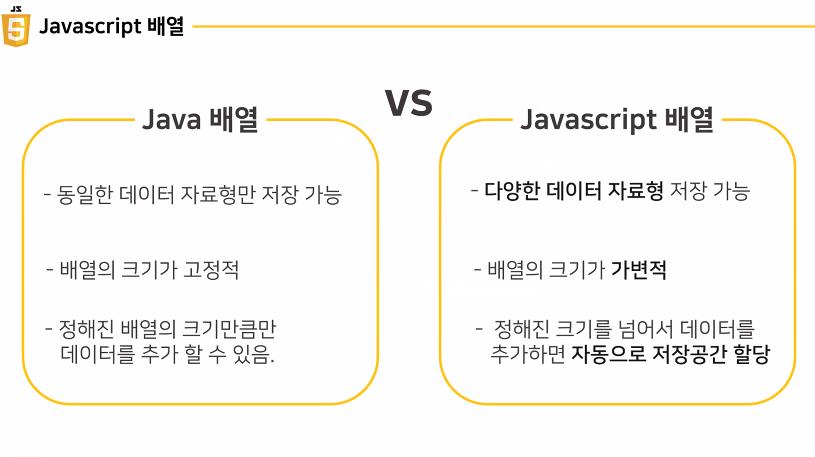 JS
5
Javascript 배열
VS
Java 배열
- 동일한 데이터 자료형만 저장 가능
- 배열의 크기가 고정적
- 정해진 배열의 크기만큼만
데이터를 추가 할 수 있음.
Javascript 배열
- 다양한 데이터 자료형 저장 가능
- 배열의 크기가 가변적
- 정해진 크기를 넘어서 데이터를
추가하면 자동으로 저장공간 할당